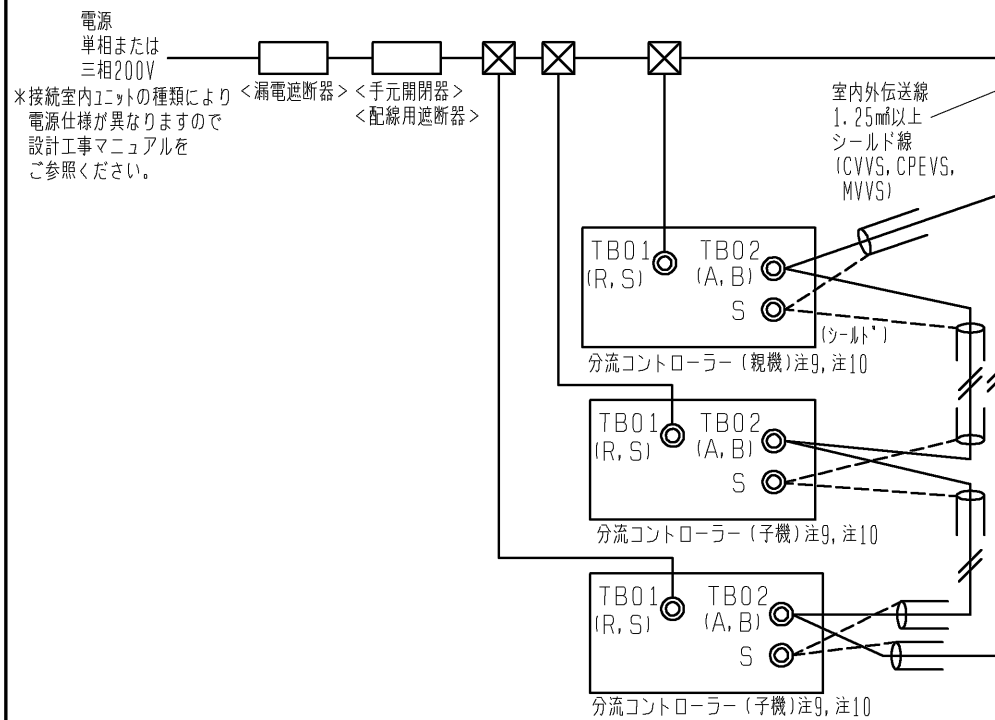 電源
単相または
三相200V
＊接続室内ﾕﾆｯﾄの種類により
電源仕様が異なりますので
設計工事マニュアルを
ご参照ください。
<漏電遮断器>
<手元開閉器>
<配線用遮断器>
室内外伝送線
1.25㎟以上
シールド線
(CVVS,CPEVS,
MVVS)
TB01
(R,S)
TB02
(A,B)
S
(ｼｰﾙﾄﾞ)
分流コントローラー(親機)注9,注10
TB01
(R,S)
TB02
(A,B)
S
分流コントローラー(子機)注9,注10
TB01
(R,S)
TB02
(A,B)
S
分流コントローラー(子機)注9,注10